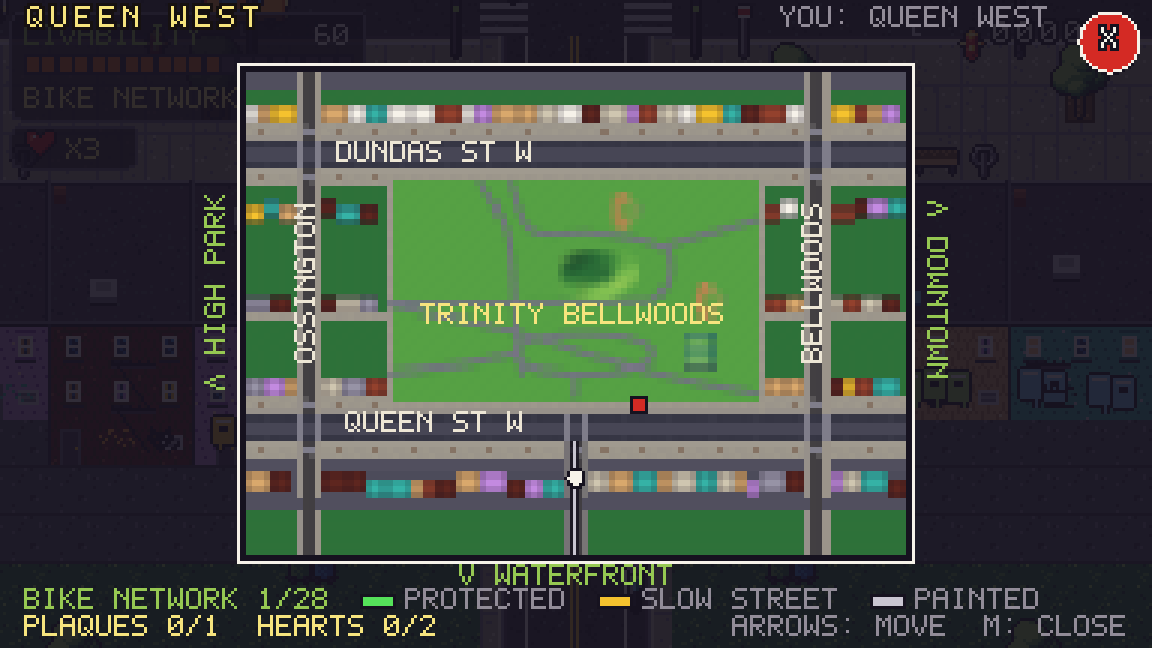 QUEEN WEST
YOU: QUEEN WEST
X
LIVABILITY 60
BIKE NETWORK
X3
DUNDAS ST W
OSSINGTON
BELLWOODS
< HIGH PARK
> DOWNTOWN
TRINITY BELLWOODS
QUEEN ST W
V WATERFRONT
BIKE NETWORK 1/28 PROTECTED SLOW STREET PAINTED
PLAQUES 0/1 HEARTS 0/2 ARROWS: MOVE M: CLOSE